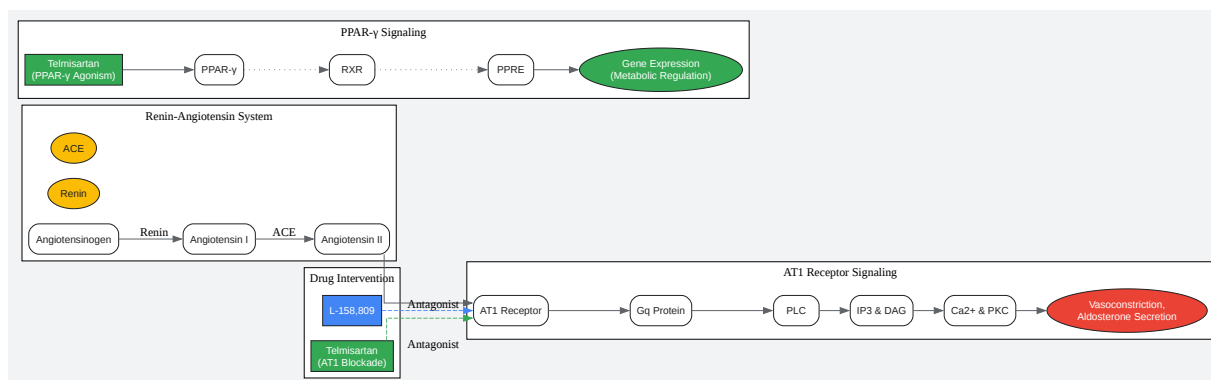 PPAR-γ Signaling
Telmisartan
(PPAR-γ Agonism)
PPAR-γ
RXR
PPRE
Gene Expression
(Metabolic Regulation)
Renin-Angiotensin System
ACE
Renin
Angiotensinogen
Renin
Angiotensin I
ACE
Angiotensin II
Drug Intervention
L-158,809
Telmisartan
(AT1 Blockade)
Antagonist
Antagonist
AT1 Receptor Signaling
AT1 Receptor
Gq Protein
PLC
IP3 & DAG
Ca2+ & PKC
Vasoconstriction,
Aldosterone Secretion